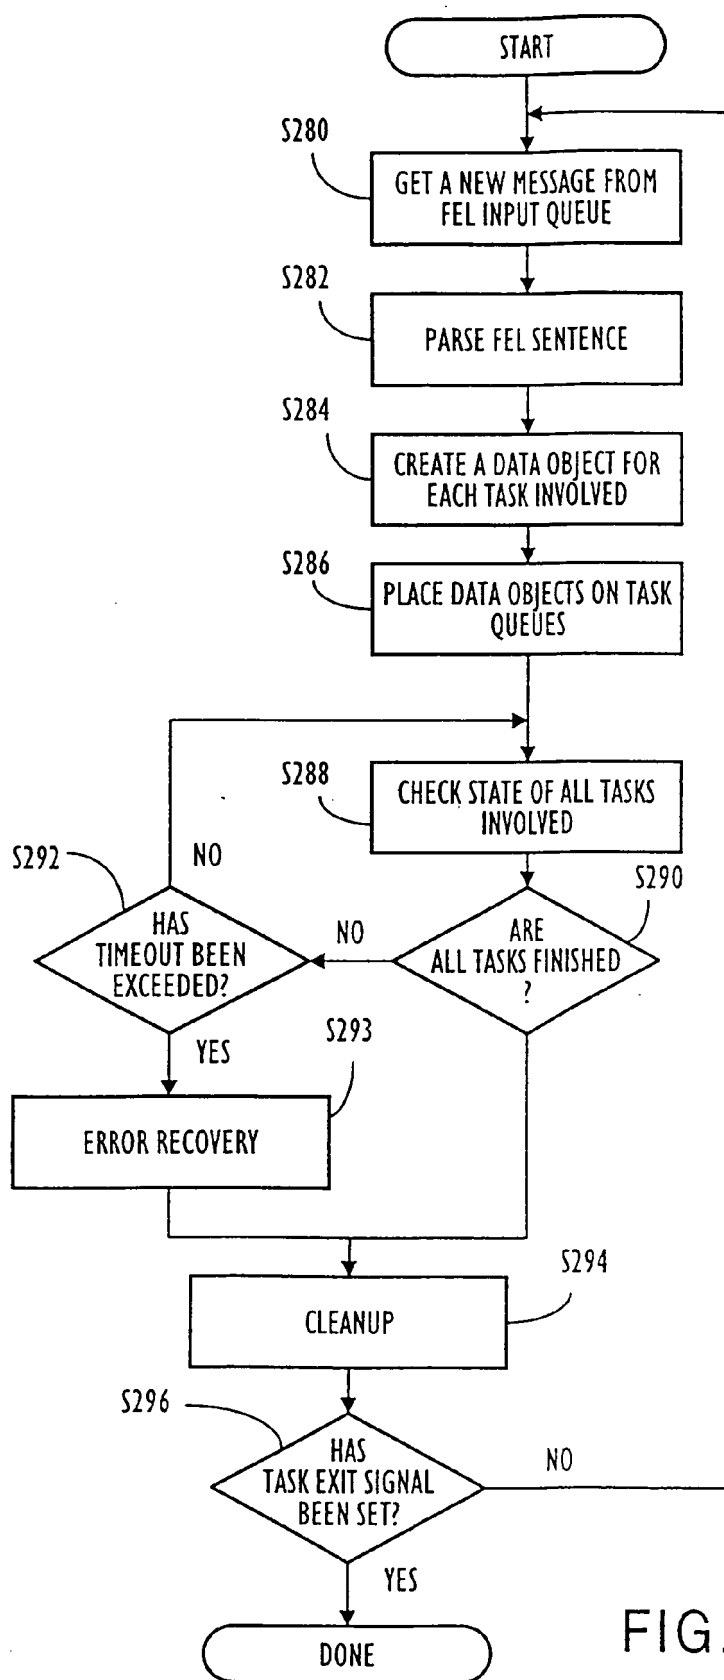 START
S280
GET A NEW MESSAGE FROM
FEL INPUT QUEUE
S282
PARSE FEL SENTENCE
S284
CREATE A DATA OBJECT FOR
EACH TASK INVOLVED
S286
PLACE DATA OBJECTS ON TASK
QUEUES
S288
CHECK STATE OF ALL TASKS
INVOLVED
S292
NO
HAS
TIMEOUT BEEN
EXCEEDED?
NO
S290
ARE
ALL TASKS FINISHED
?
YES
S293
ERROR RECOVERY
S294
CLEANUP
S296
HAS
TASK EXIT SIGNAL
BEEN SET?
NO
YES
DONE
FIG.